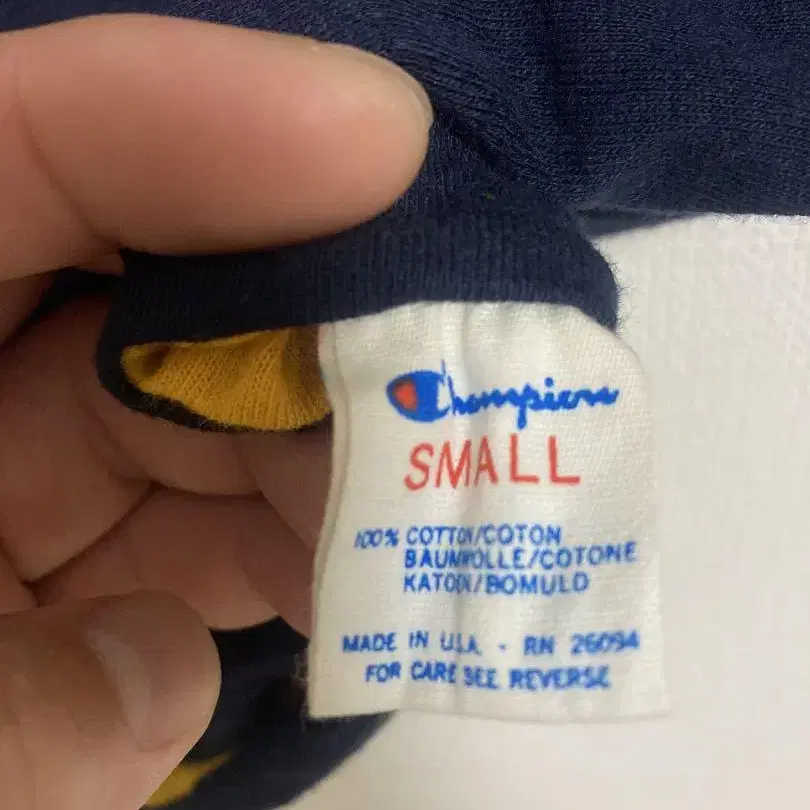 Champion
SMALL
100% COTTON/COTON
BAUMWOLLE/COTONE
KATOEN/BOMULD
MADE IN U.S.A. - RN 26094
FOR CARE SEE REVERSE